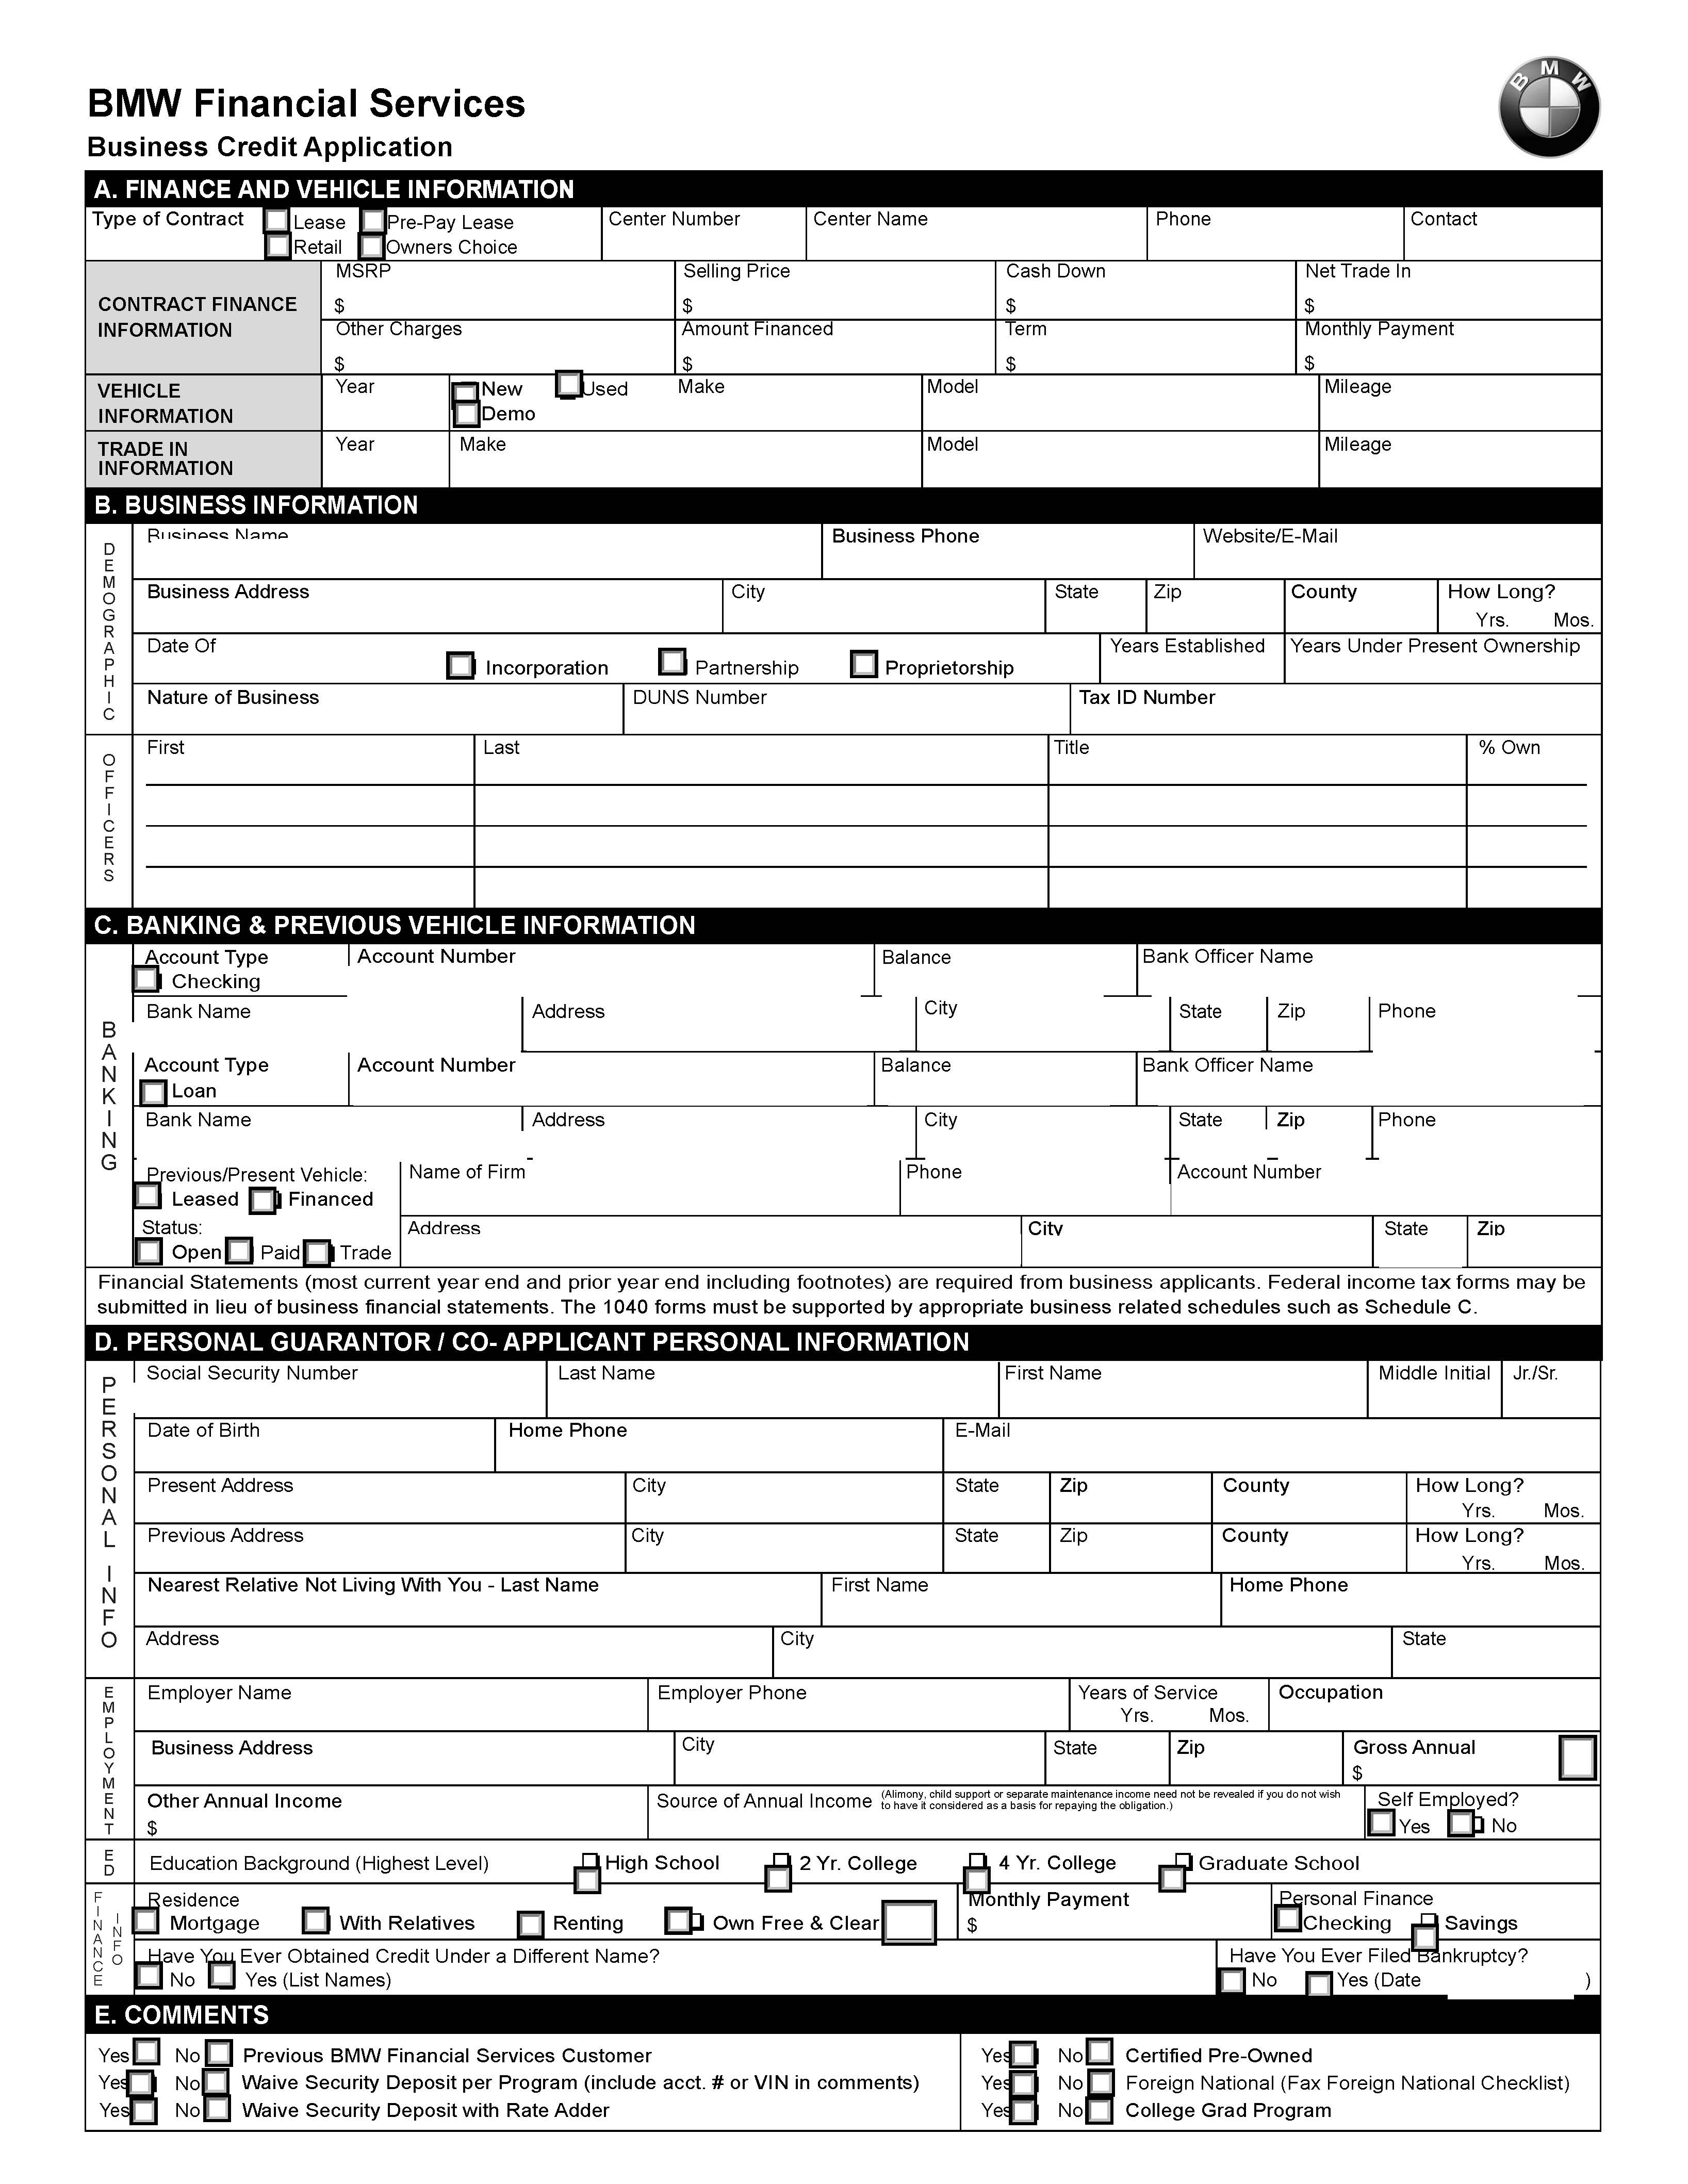 BMW
BMW Financial Services
Business Credit Application
A. FINANCE AND VEHICLE INFORMATION
Type of Contract Lease Pre-Pay Lease Center Number Center Name Phone Contact
Retail Owners Choice
CONTRACT FINANCE INFORMATION
MSRP Selling Price Cash Down Net Trade In
$ $ $ $
Other Charges Amount Financed Term Monthly Payment
$ $ $ $
VEHICLE INFORMATION
Year New Used Make Model Mileage
Demo
TRADE IN INFORMATION
Year Make Model Mileage
B. BUSINESS INFORMATION
DEMOGRAPHIC
Business Name Business Phone Website/E-Mail
Business Address City State Zip County How Long?
Yrs. Mos.
Date Of Incorporation Partnership Proprietorship Years Established Years Under Present Ownership
Nature of Business DUNS Number Tax ID Number
OFFICERS
First Last Title % Own
C. BANKING & PREVIOUS VEHICLE INFORMATION
BANKING
Account Type Account Number Balance Bank Officer Name
Checking
Bank Name Address City State Zip Phone
Account Type Account Number Balance Bank Officer Name
Loan
Bank Name Address City State Zip Phone
Previous/Present Vehicle: Name of Firm Phone Account Number
Leased Financed
Status: Address City State Zip
Open Paid Trade
Financial Statements (most current year end and prior year end including footnotes) are required from business applicants. Federal income tax forms may be
submitted in lieu of business financial statements. The 1040 forms must be supported by appropriate business related schedules such as Schedule C.
D. PERSONAL GUARANTOR / CO- APPLICANT PERSONAL INFORMATION
PERSONAL INFO
Social Security Number Last Name First Name Middle Initial Jr./Sr.
Date of Birth Home Phone E-Mail
Present Address City State Zip County How Long?
Yrs. Mos.
Previous Address City State Zip County How Long?
Yrs. Mos.
Nearest Relative Not Living With You - Last Name First Name Home Phone
Address City State
EMPLOYMENT
Employer Name Employer Phone Years of Service Occupation
Yrs. Mos.
Business Address City State Zip Gross Annual
$
Other Annual Income Source of Annual Income (Alimony, child support or separate maintenance income need not be revealed if you do not wish
to have it considered as a basis for repaying the obligation.) Self Employed?
$ Yes No
ED
Education Background (Highest Level) High School 2 Yr. College 4 Yr. College Graduate School
FINANCE INFO
Residence Monthly Payment Personal Finance
Mortgage With Relatives Renting Own Free & Clear $ Checking Savings
Have You Ever Obtained Credit Under a Different Name? Have You Ever Filed Bankruptcy?
No Yes (List Names) No Yes (Date )
E. COMMENTS
Yes No Previous BMW Financial Services Customer Yes No Certified Pre-Owned
Yes No Waive Security Deposit per Program (include acct. # or VIN in comments) Yes No Foreign National (Fax Foreign National Checklist)
Yes No Waive Security Deposit with Rate Adder Yes No College Grad Program